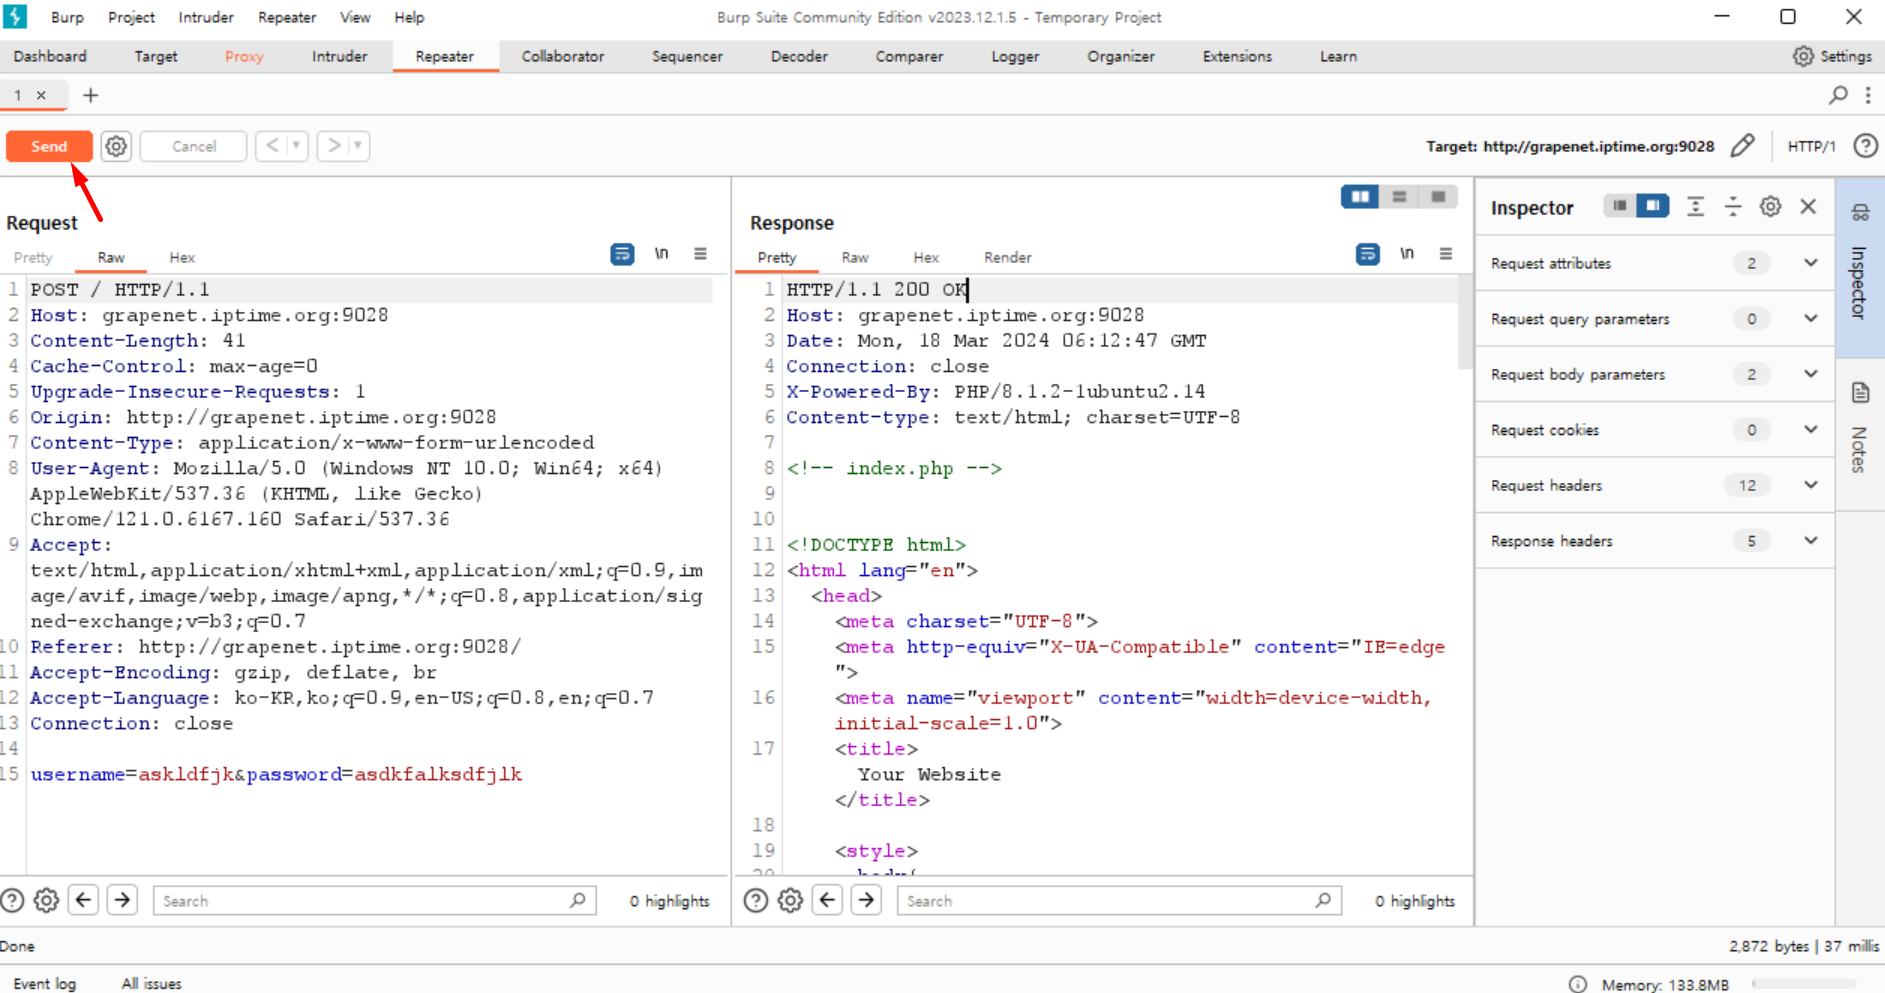 Burp Project Intruder Repeater View Help Burp Suite Community Edition v2023.12.1.5 - Temporary Project
Dashboard Target Proxy Intruder Repeater Collaborator Sequencer Decoder Comparer Logger Organizer Extensions Learn Settings
1 × +
Send Cancel < ▾ > ▾ Target: http://grapenet.iptime.org:9028 HTTP/1 ?
Request
Pretty Raw Hex \n
1 POST / HTTP/1.1
2 Host: grapenet.iptime.org:9028
3 Content-Length: 41
4 Cache-Control: max-age=0
5 Upgrade-Insecure-Requests: 1
6 Origin: http://grapenet.iptime.org:9028
7 Content-Type: application/x-www-form-urlencoded
8 User-Agent: Mozilla/5.0 (Windows NT 10.0; Win64; x64)
AppleWebKit/537.36 (KHTML, like Gecko)
Chrome/121.0.6167.160 Safari/537.36
9 Accept:
text/html,application/xhtml+xml,application/xml;q=0.9,im
age/avif,image/webp,image/apng,*/*;q=0.8,application/sig
ned-exchange;v=b3;q=0.7
10 Referer: http://grapenet.iptime.org:9028/
11 Accept-Encoding: gzip, deflate, br
12 Accept-Language: ko-KR,ko;q=0.9,en-US;q=0.8,en;q=0.7
13 Connection: close
14
15 username=askldfjk&password=asdkfalksdfjlk
? Search 0 highlights
Response
Pretty Raw Hex Render \n
1 HTTP/1.1 200 OK
2 Host: grapenet.iptime.org:9028
3 Date: Mon, 18 Mar 2024 06:12:47 GMT
4 Connection: close
5 X-Powered-By: PHP/8.1.2-1ubuntu2.14
6 Content-type: text/html; charset=UTF-8
7
8 <!-- index.php -->
9
10
11 <!DOCTYPE html>
12 <html lang="en">
13 <head>
14 <meta charset="UTF-8">
15 <meta http-equiv="X-UA-Compatible" content="IE=edge
">
16 <meta name="viewport" content="width=device-width,
initial-scale=1.0">
17 <title>
Your Website
</title>
18
19 <style>
20 body{
? Search 0 highlights
Inspector
Request attributes 2
Request query parameters 0
Request body parameters 2
Request cookies 0
Request headers 12
Response headers 5
Inspector
Notes
Done 2,872 bytes | 37 millis
Event log All issues Memory: 133.8MB